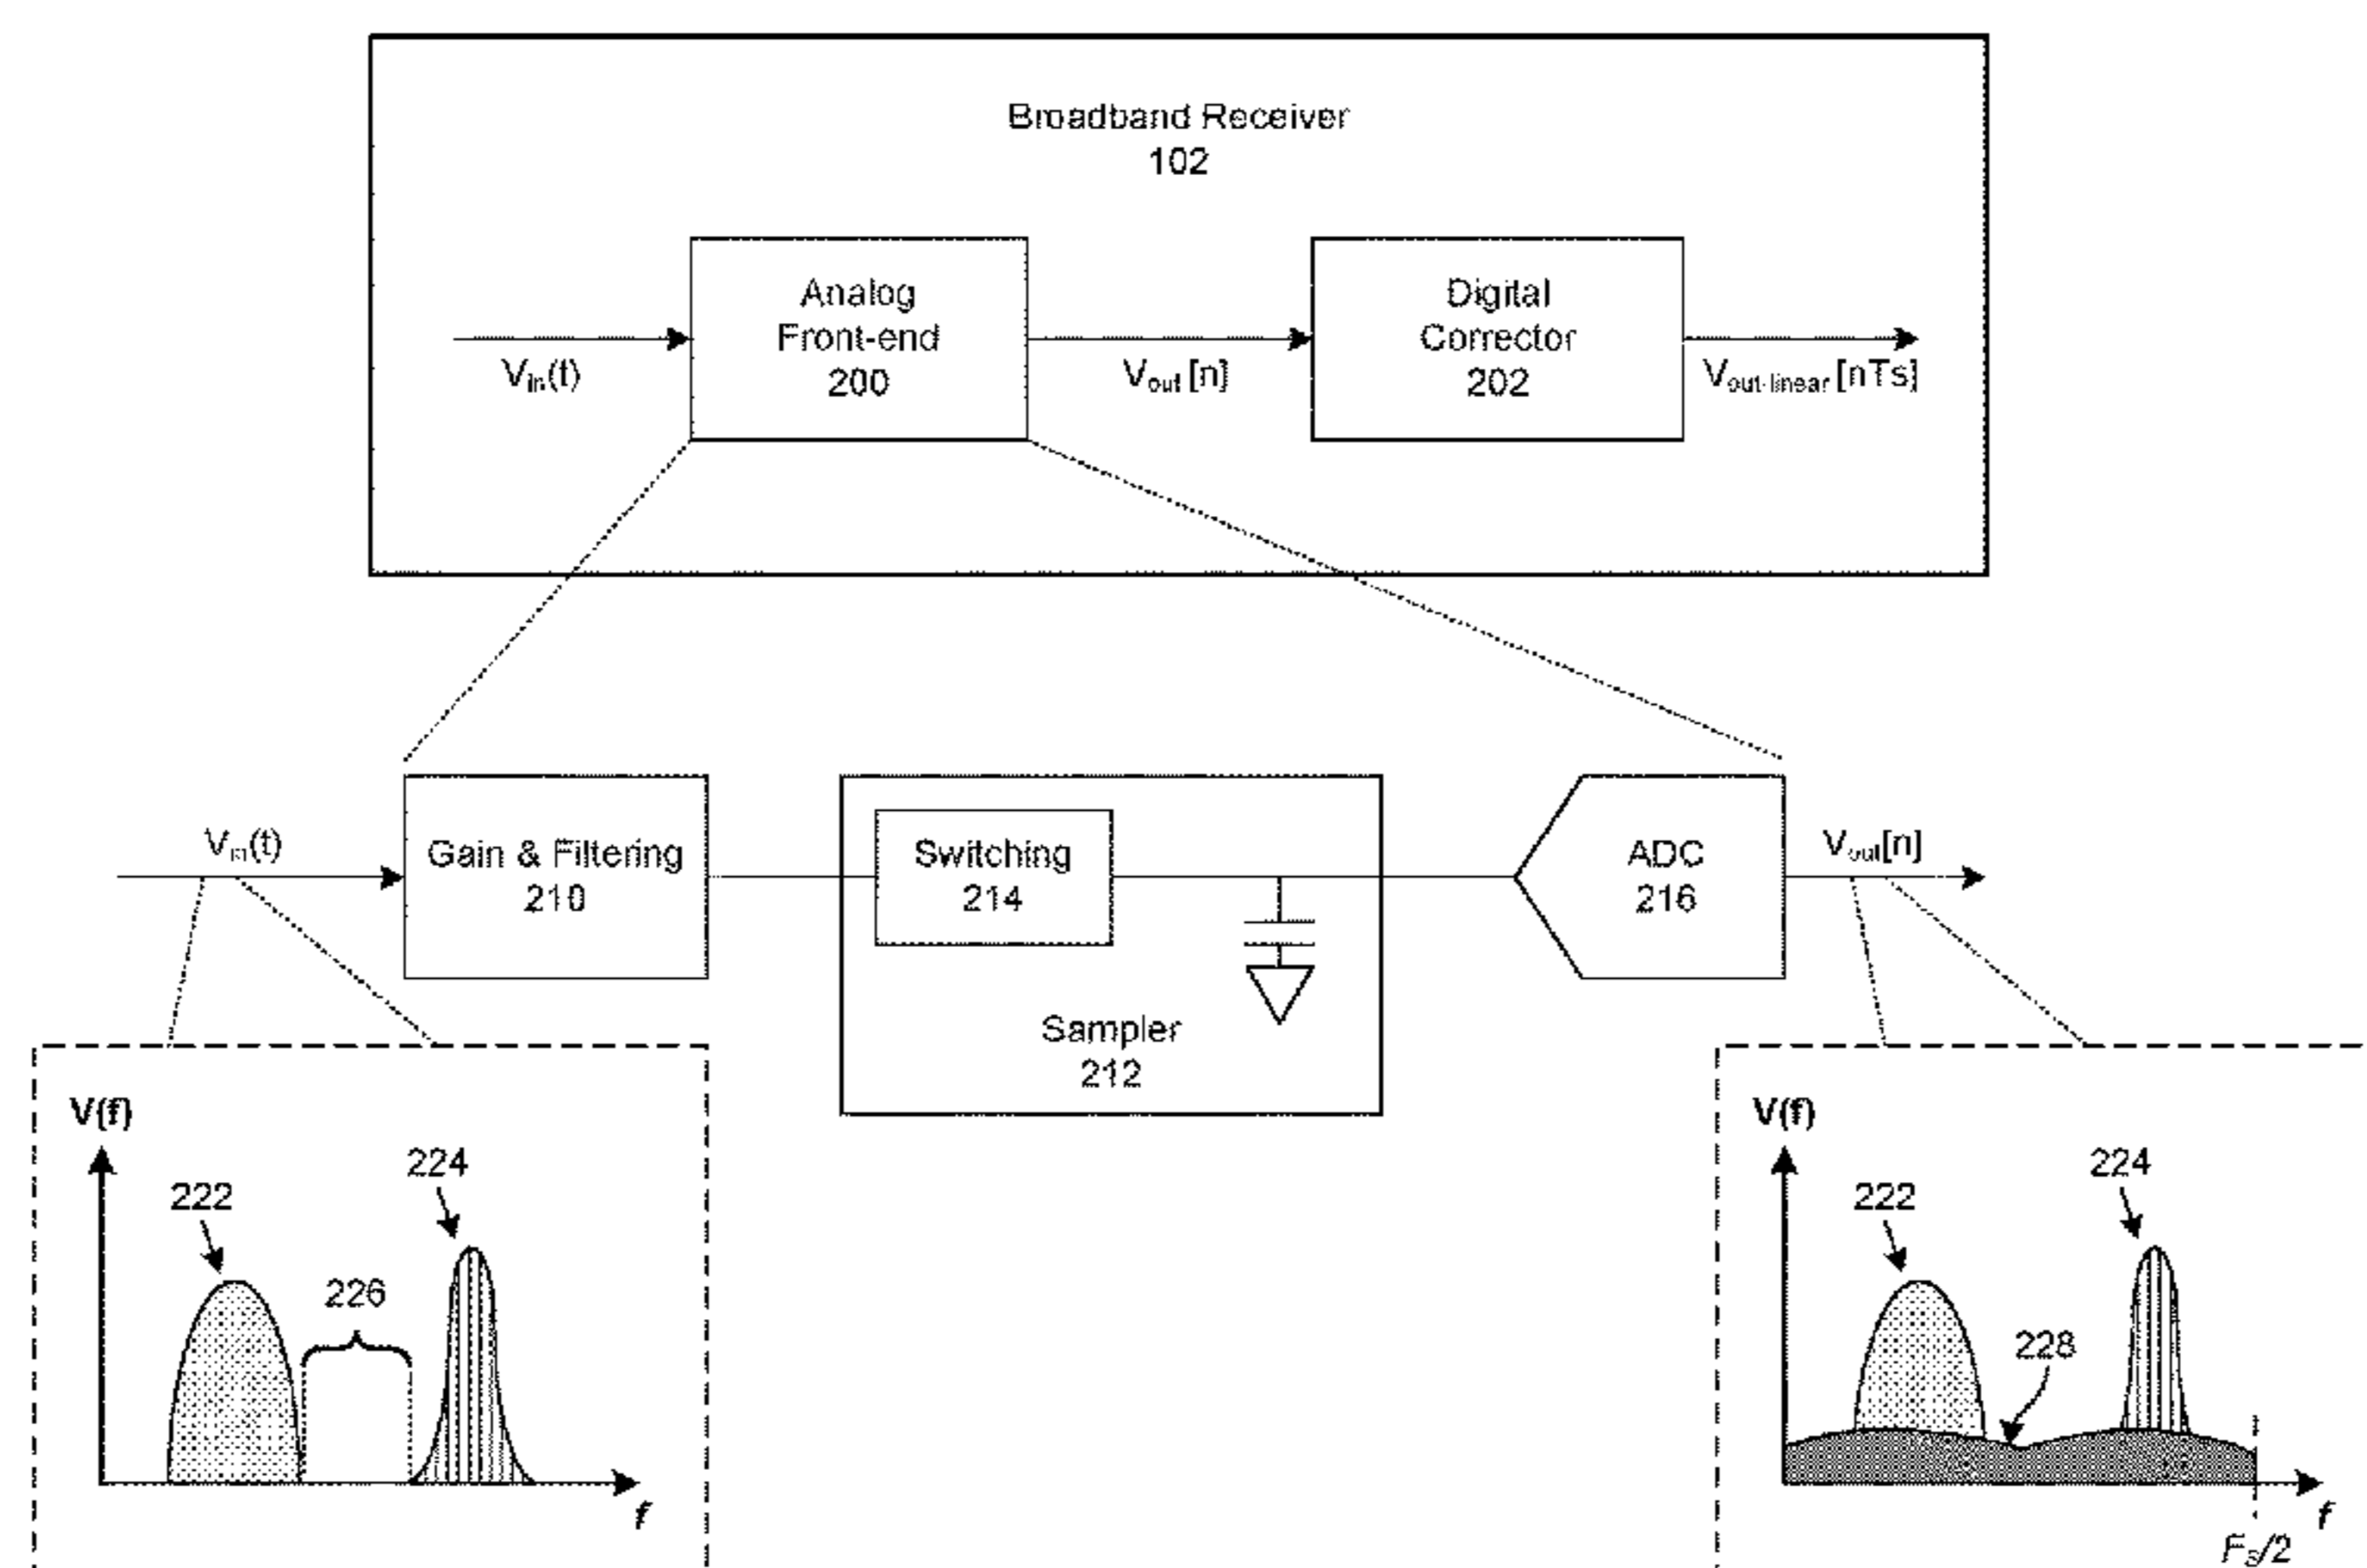 Broadband Receiver
102
Analog
Front-end
200
Digital
Corrector
202
Vin(t)
Vout [n]
Vout-linear [nTs]
Vin(t)
Gain & Filtering
210
Switching
214
Sampler
212
ADC
216
Vout[n]
V(f)
222
224
226
f
V(f)
222
224
228
f
FS/2